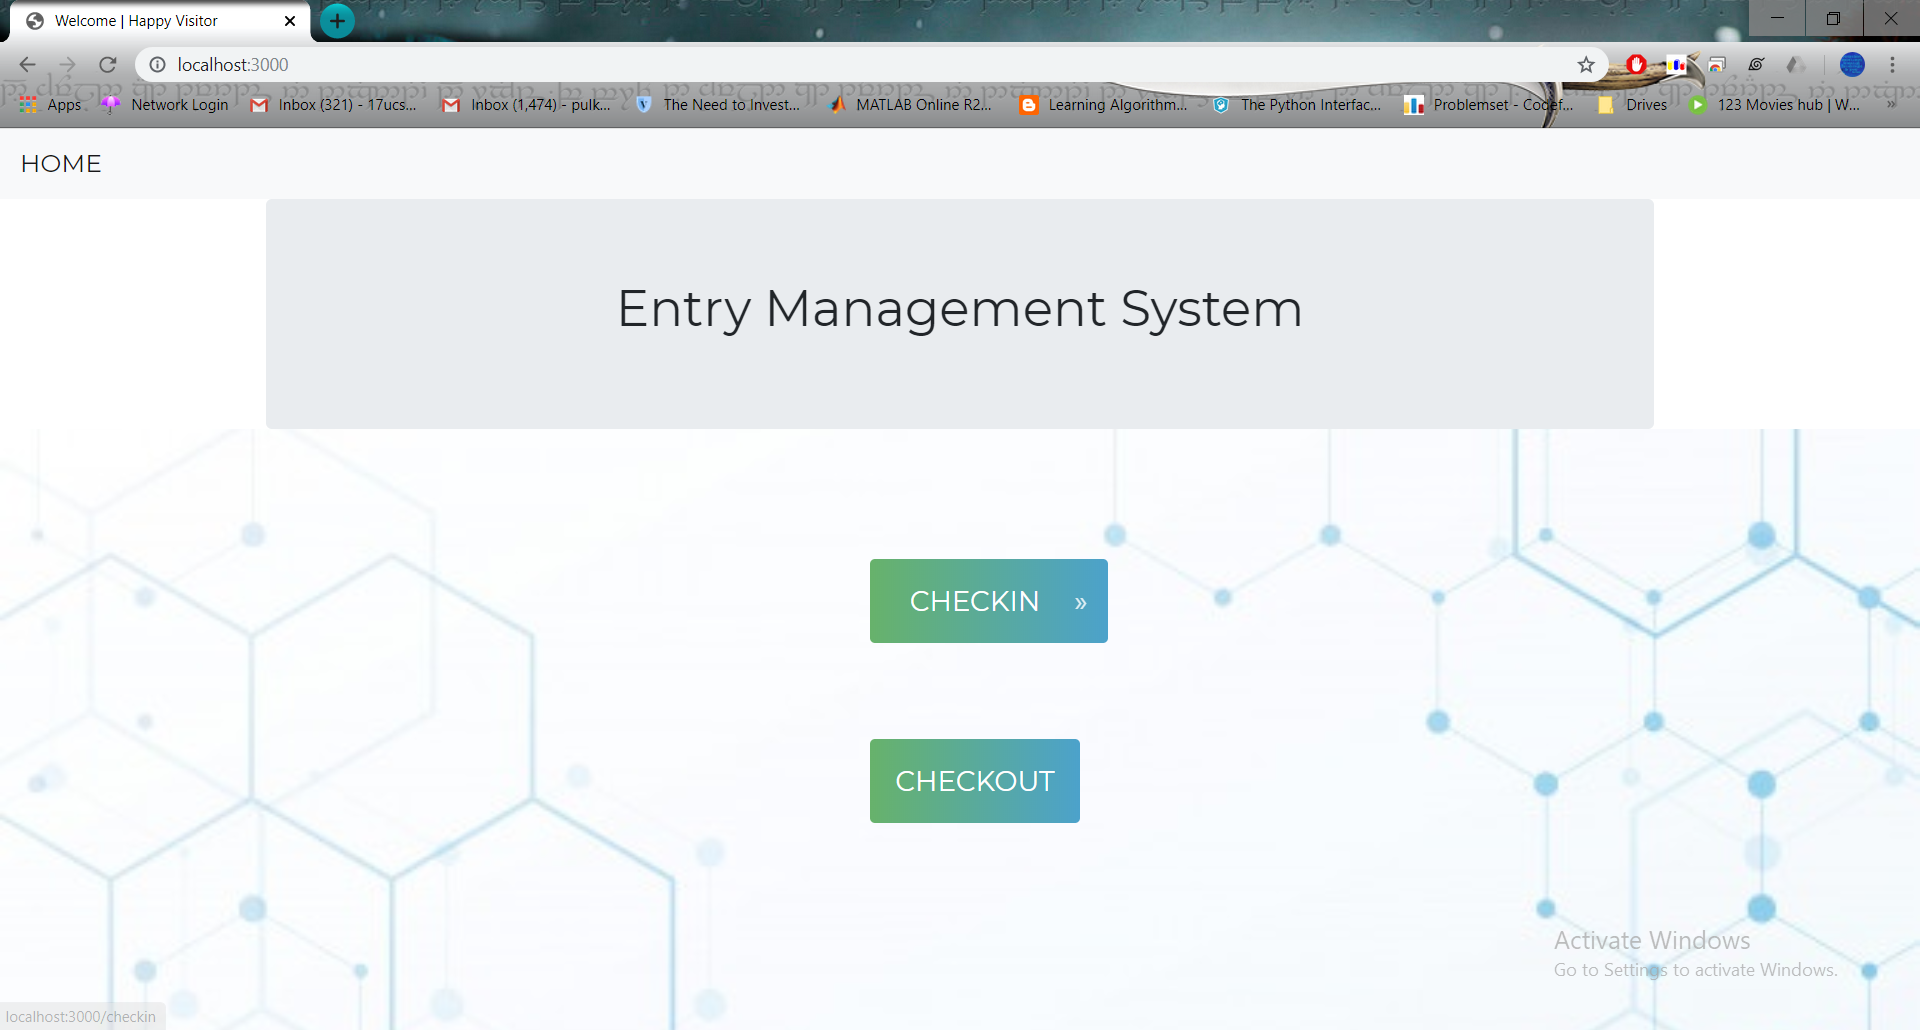 Welcome | Happy Visitor
localhost:3000
Apps Network Login Inbox (321) - 17ucs... Inbox (1,474) - pulk... The Need to Invest... MATLAB Online R2... Learning Algorithm... The Python Interfac... Problemset - Codef... Drives 123 Movies hub | W... »
HOME
Entry Management System
CHECKIN »
CHECKOUT
Activate Windows
Go to Settings to activate Windows.
localhost:3000/checkin